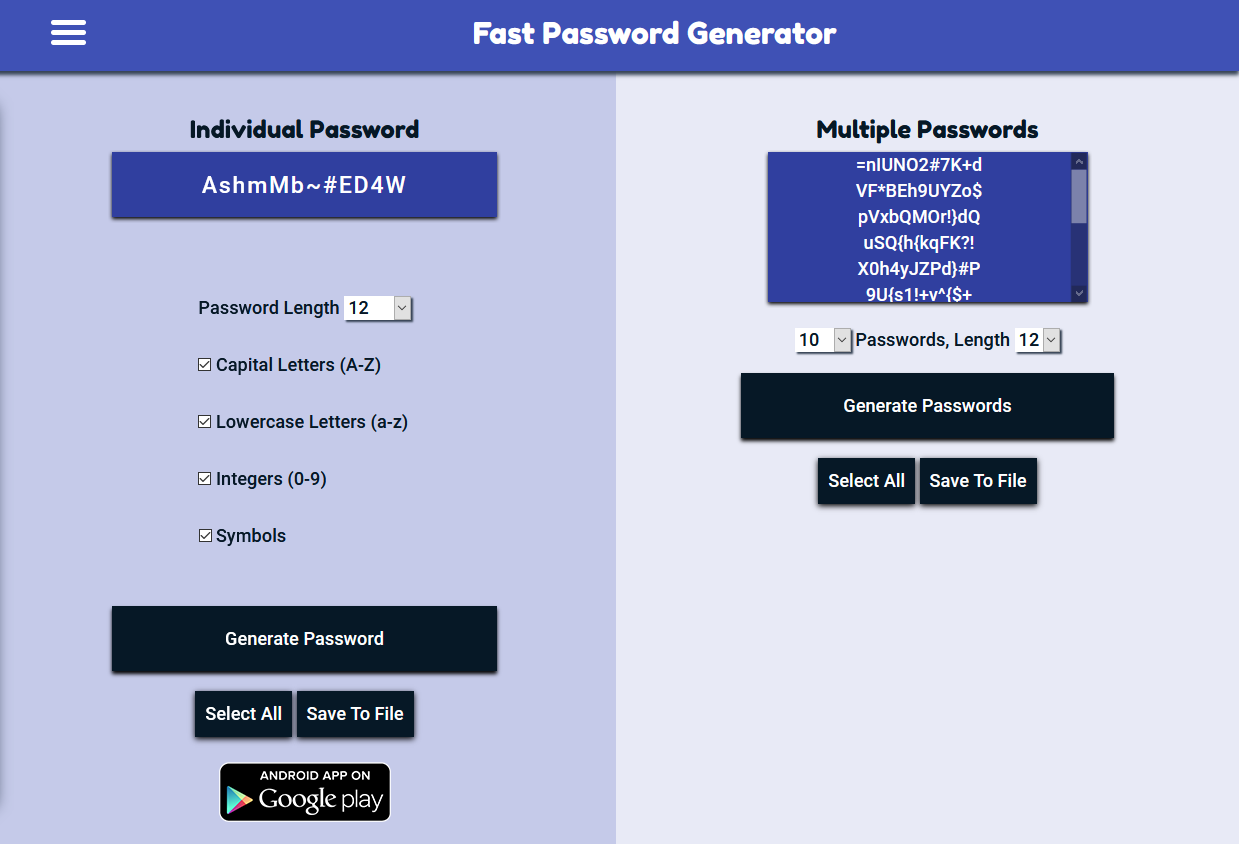 Fast Password Generator
Individual Password
AshmMb~#ED4W
Password Length 12
Capital Letters (A-Z)
Lowercase Letters (a-z)
Integers (0-9)
Symbols
Generate Password
Select All Save To File
ANDROID APP ON
Google play
Multiple Passwords
=nIUNO2#7K+d
VF*BEh9UYZo$
pVxbQMOr!}dQ
uSQ{h{kqFK?!
X0h4yJZPd}#P
9U{s1!+v^{$+
10 Passwords, Length 12
Generate Passwords
Select All Save To File